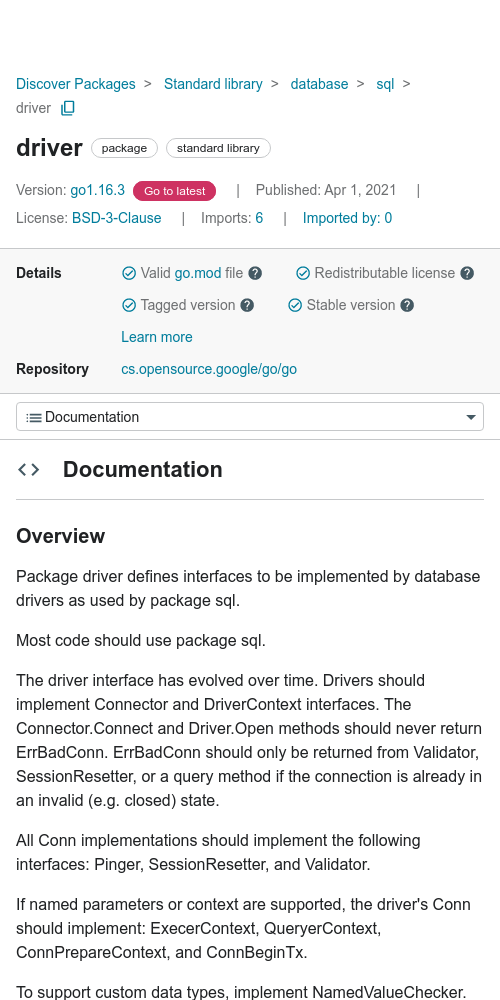 Discover Packages > Standard library > database > sql >
driver
driver package standard library
Version: go1.16.3 Go to latest | Published: Apr 1, 2021 |
License: BSD-3-Clause | Imports: 6 | Imported by: 0
Details Valid go.mod file ? Redistributable license ?
Tagged version ? Stable version ?
Learn more
Repository cs.opensource.google/go/go
Documentation
<> Documentation
Overview
Package driver defines interfaces to be implemented by database
drivers as used by package sql.
Most code should use package sql.
The driver interface has evolved over time. Drivers should
implement Connector and DriverContext interfaces. The
Connector.Connect and Driver.Open methods should never return
ErrBadConn. ErrBadConn should only be returned from Validator,
SessionResetter, or a query method if the connection is already in
an invalid (e.g. closed) state.
All Conn implementations should implement the following
interfaces: Pinger, SessionResetter, and Validator.
If named parameters or context are supported, the driver's Conn
should implement: ExecerContext, QueryerContext,
ConnPrepareContext, and ConnBeginTx.
To support custom data types, implement NamedValueChecker.